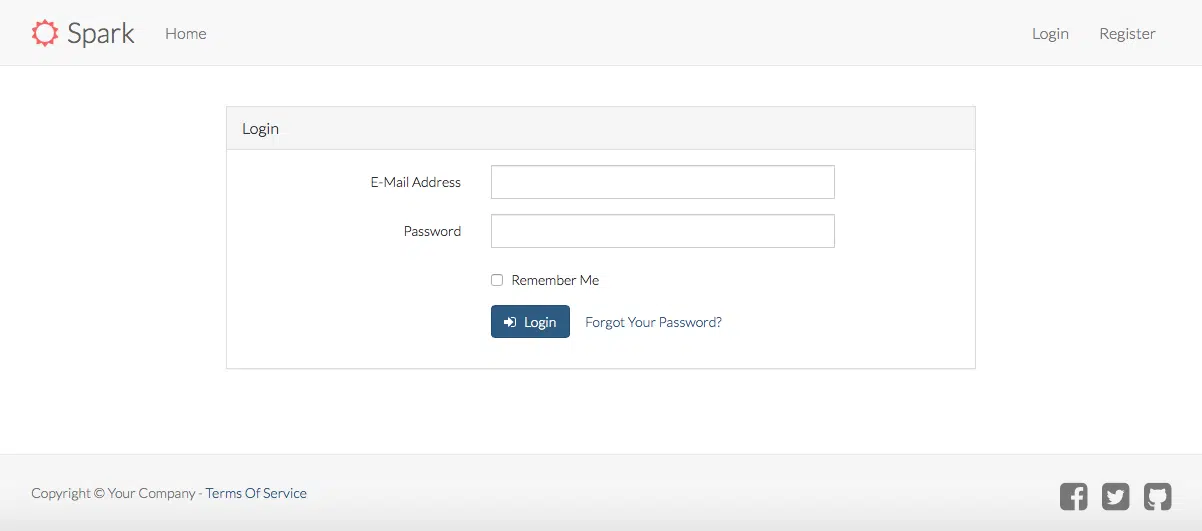 Spark Home Login Register
Login
E-Mail Address
Password
Remember Me
Login Forgot Your Password?
Copyright © Your Company - Terms Of Service